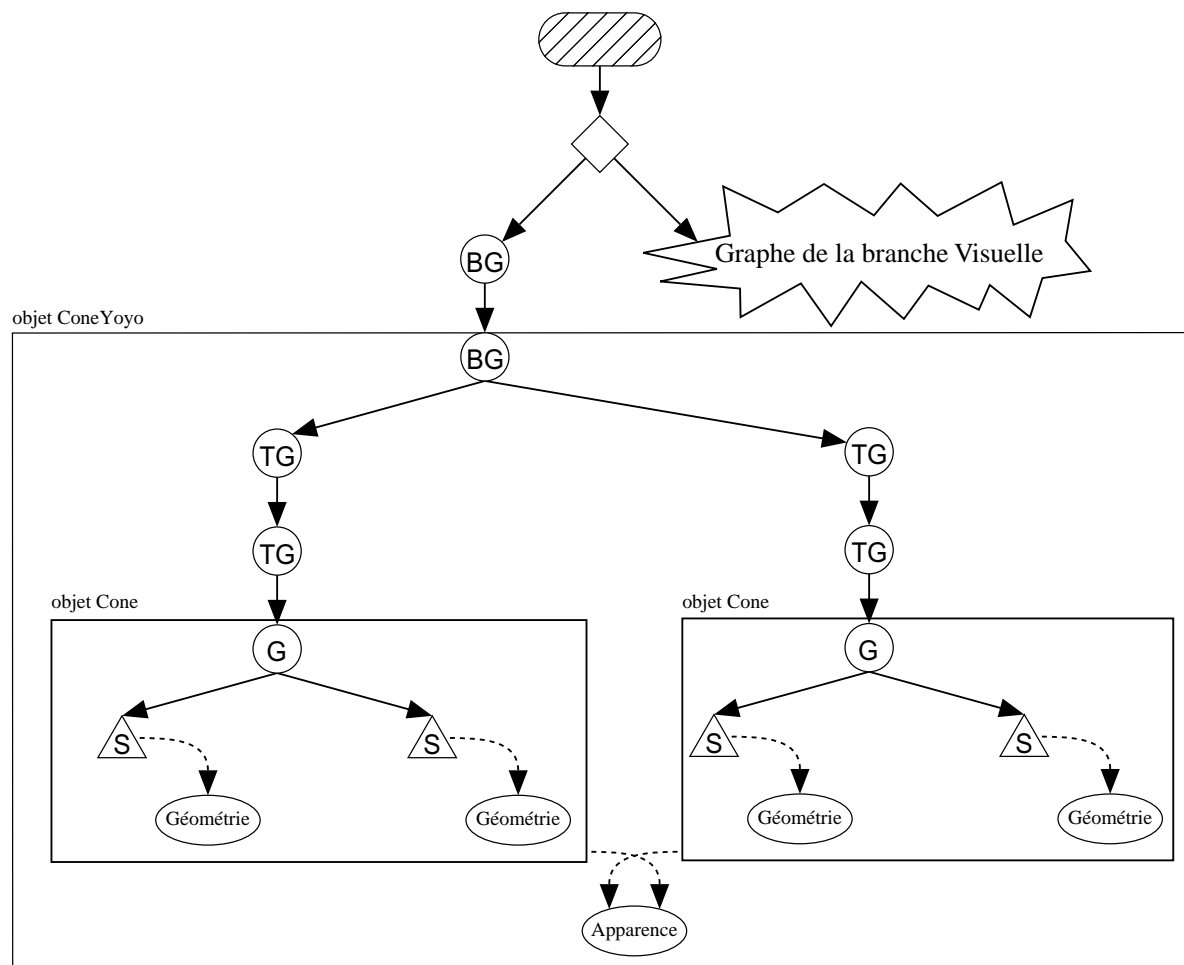 Graphe de la branche Visuelle
BG
objet ConeYoyo
BG
TG
TG
TG
TG
objet Cone
objet Cone
G
G
S
S
S
S
Géométrie
Géométrie
Géométrie
Géométrie
Apparence